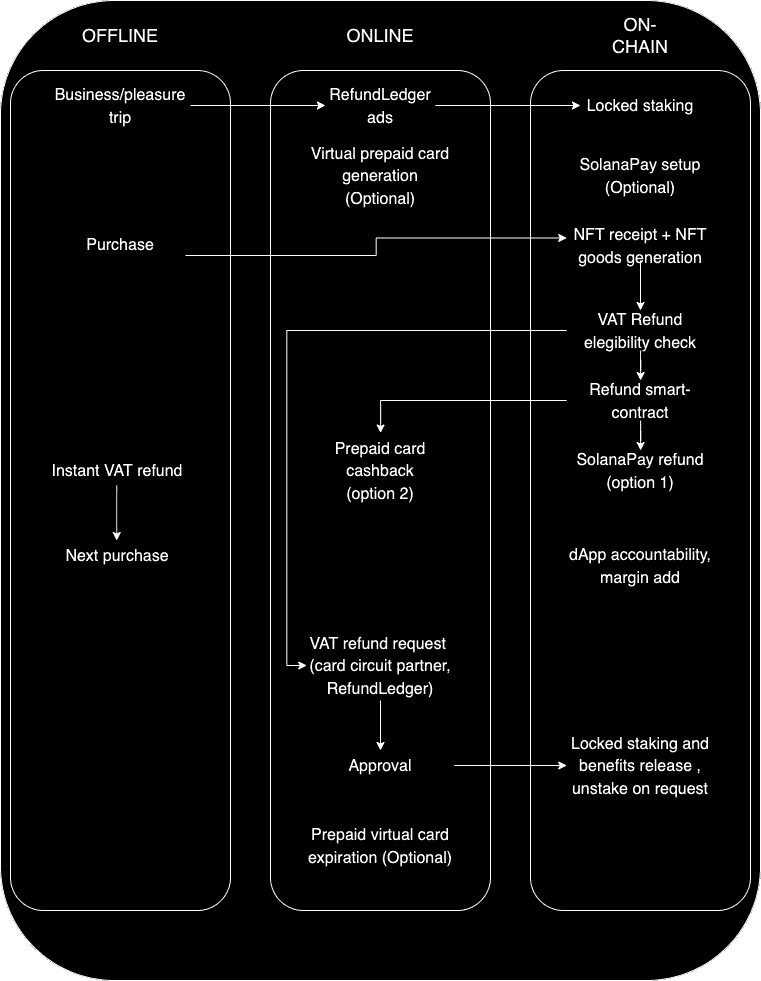 OFFLINE
ONLINE
ON-
CHAIN
Business/pleasure
trip
RefundLedger
ads
Locked staking
Virtual prepaid card
generation
(Optional)
SolanaPay setup
(Optional)
Purchase
NFT receipt + NFT
goods generation
VAT Refund
elegibility check
Refund smart-
contract
Prepaid card
cashback
(option 2)
SolanaPay refund
(option 1)
Instant VAT refund
Next purchase
dApp accountability,
margin add
VAT refund request
(card circuit partner,
RefundLedger)
Approval
Locked staking and
benefits release ,
unstake on request
Prepaid virtual card
expiration (Optional)